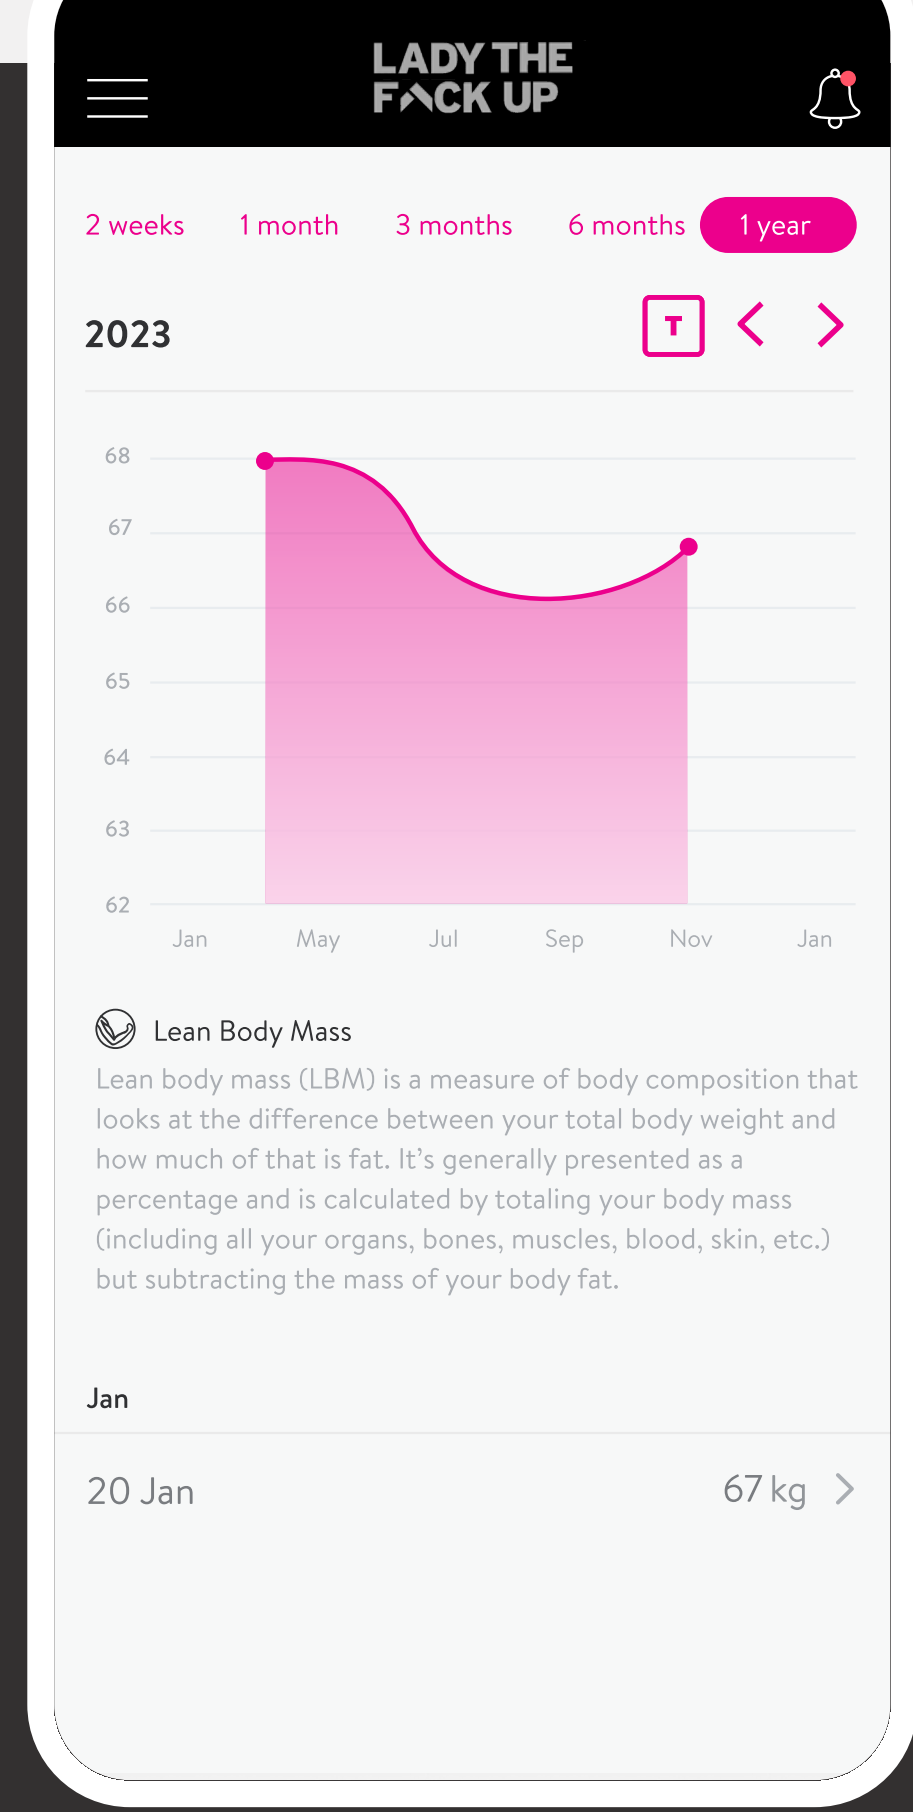 LADY THE
F^CK UP
2 weeks 1 month 3 months 6 months 1 year
2023 T
68
67
66
65
64
63
62
Jan May Jul Sep Nov Jan
Lean Body Mass
Lean body mass (LBM) is a measure of body composition that
looks at the difference between your total body weight and
how much of that is fat. It’s generally presented as a
percentage and is calculated by totaling your body mass
(including all your organs, bones, muscles, blood, skin, etc.)
but subtracting the mass of your body fat.
Jan
20 Jan 67 kg